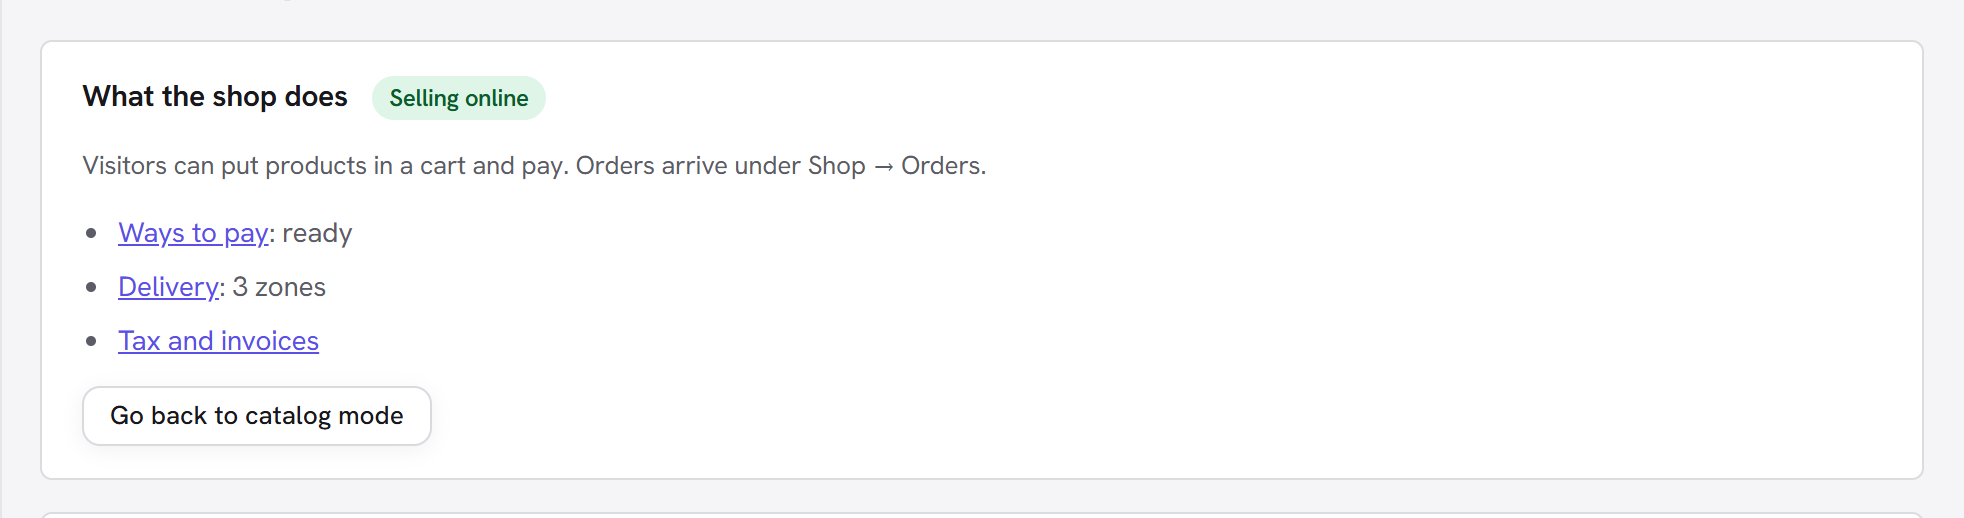 What the shop does
Selling online
Visitors can put products in a cart and pay. Orders arrive under Shop → Orders.
Ways to pay: ready
Delivery: 3 zones
Tax and invoices
Go back to catalog mode